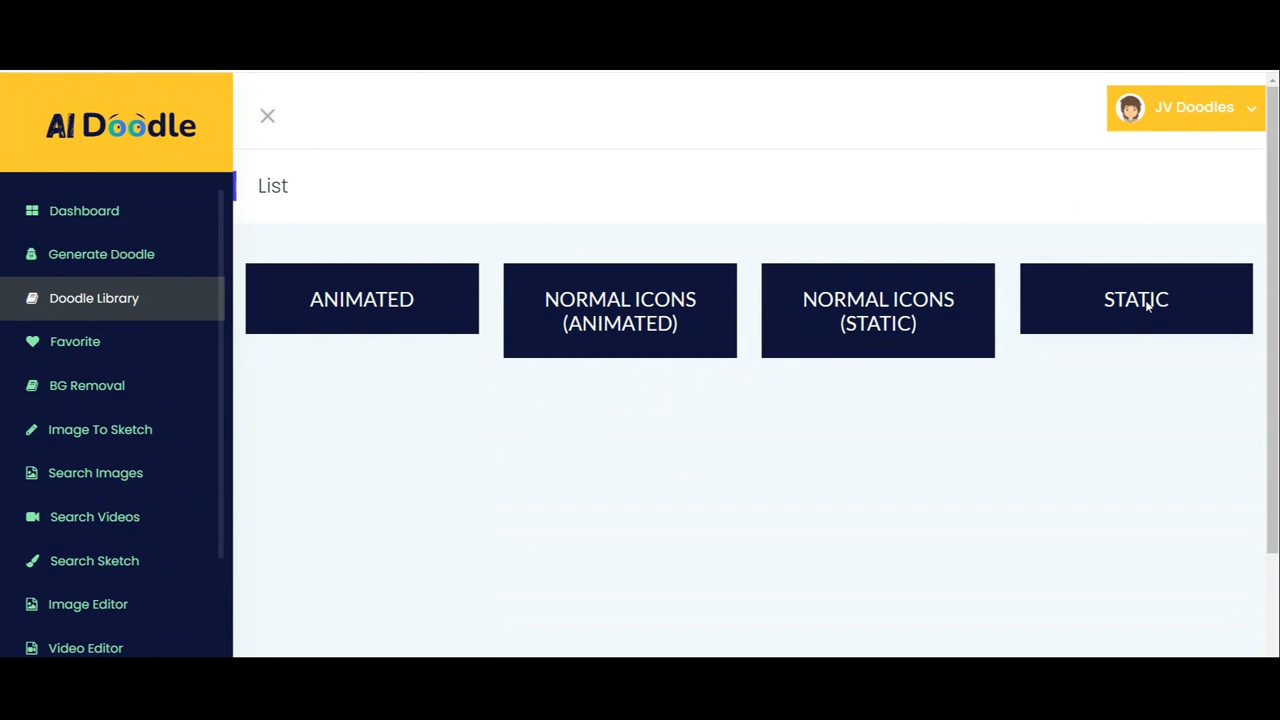 AI Doodle
JV Doodles
List
Dashboard
Generate Doodle
Doodle Library
Favorite
BG Removal
Image To Sketch
Search Images
Search Videos
Search Sketch
Image Editor
Video Editor
ANIMATED
NORMAL ICONS
(ANIMATED)
NORMAL ICONS
(STATIC)
STATIC